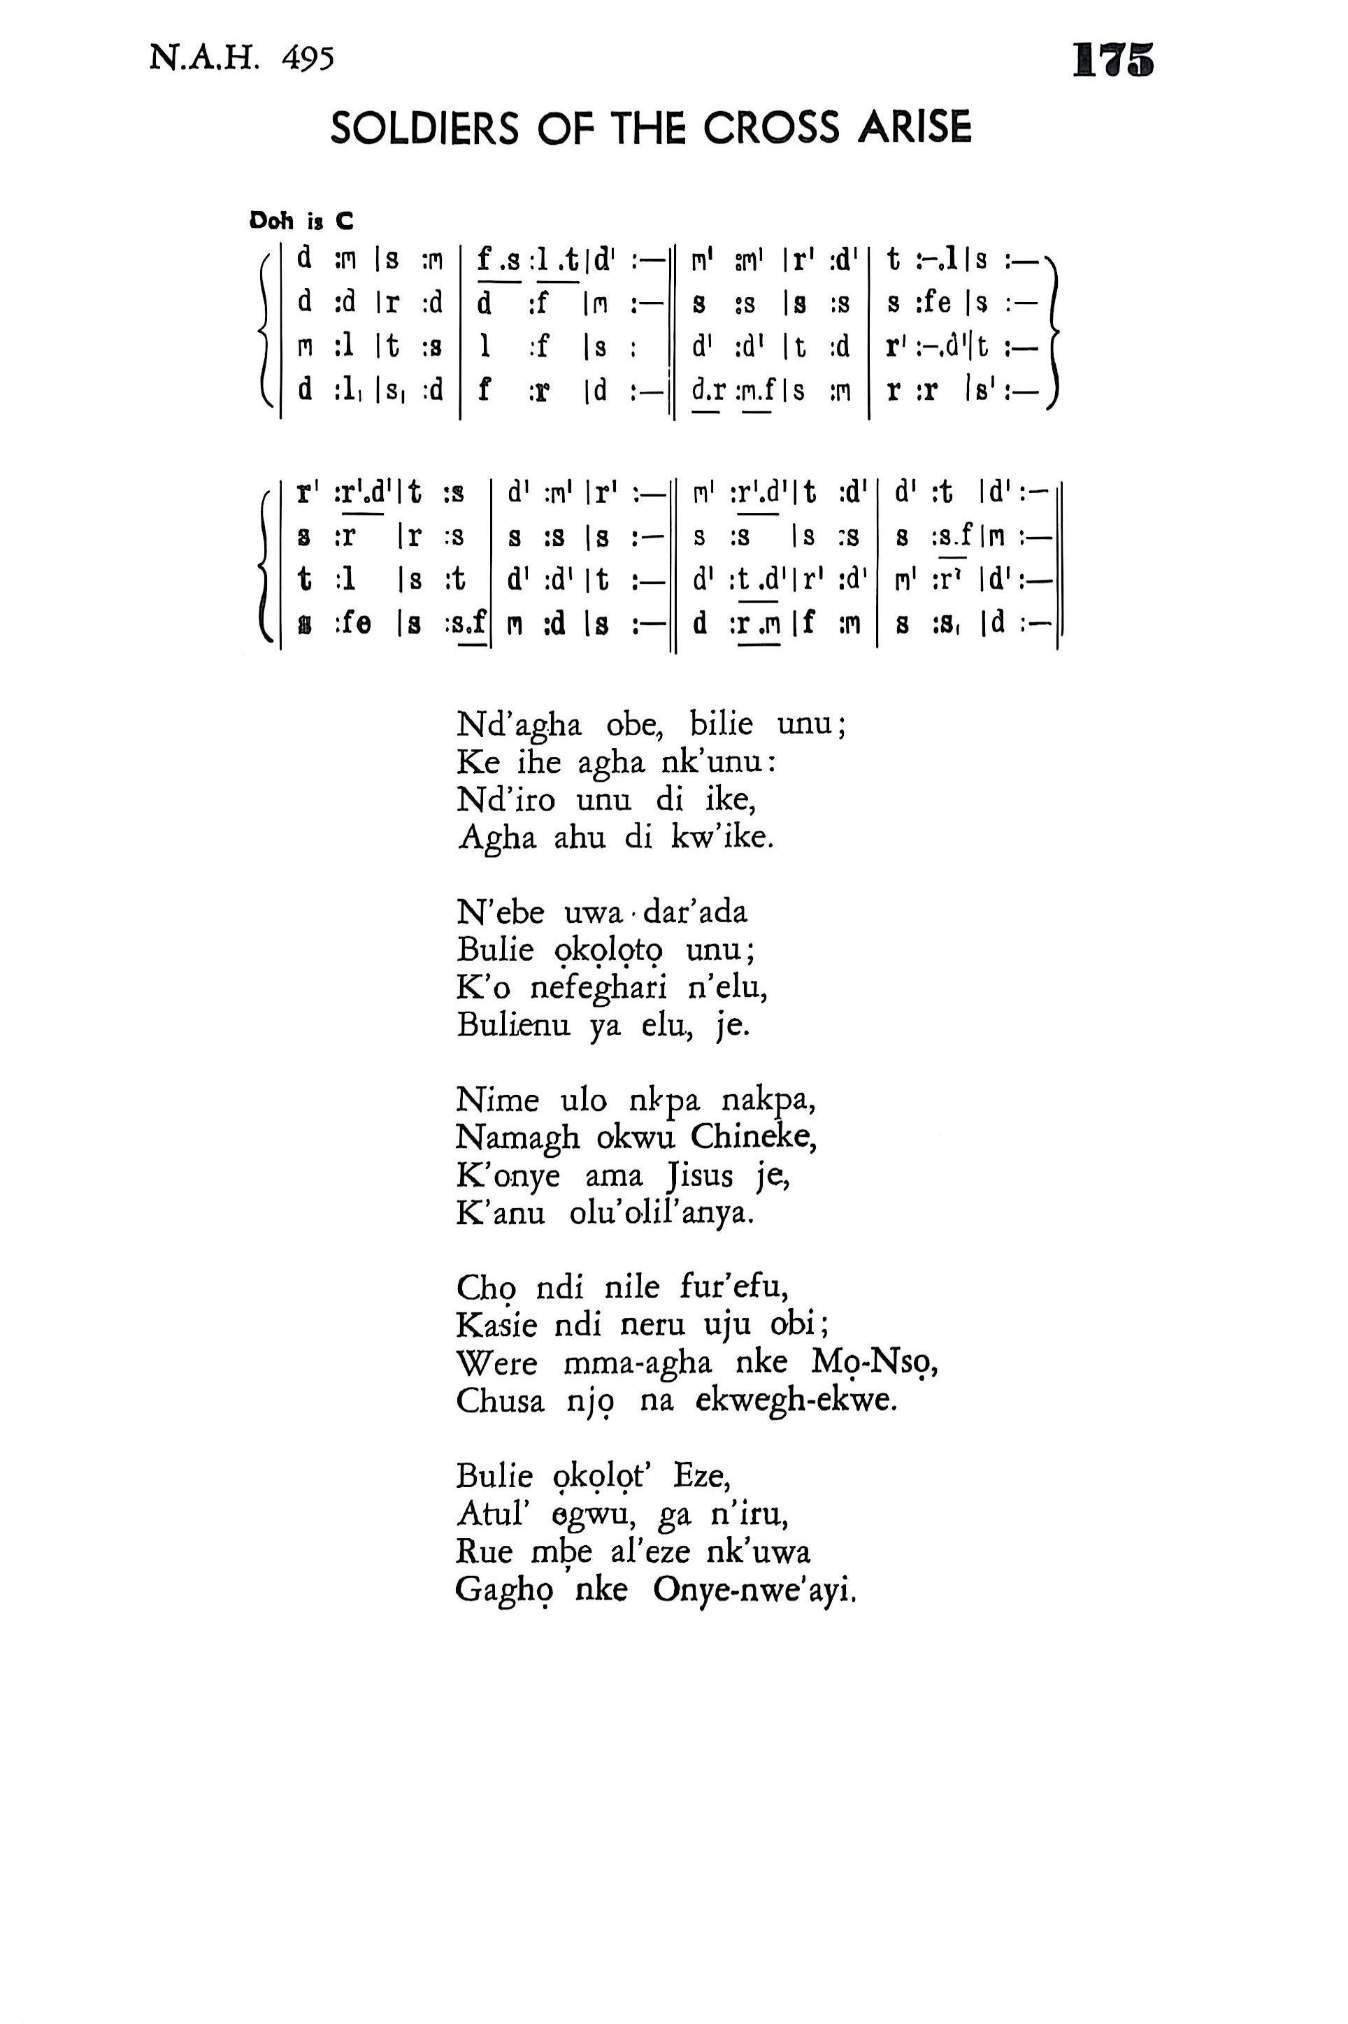 N.A.H. 495
175
SOLDIERS OF THE CROSS ARISE
Doh is C
d :m |s :m | f .s :l .t |d' :— || m' :m' |r' :d' | t :–.l |s :—
d :d |r :d | d :f |m :— || s :s |s :s | s :fe |s :—
m :l |t :s | l :f |s : | d' :d' |t :d | r' :–.d' |t :—
d :l, |s, :d | f :r |d :— || d.r :m.f |s :m | r :r |s' :—
r' :r'.d' |t :s | d' :m' |r' :— || m' :r'.d' |t :d' | d' :t |d' :—
s :r |r :s | s :s |s :— || s :s |s :s | s :s.f |m :—
t :l |s :t | d' :d' |t :— || d' :t .d' |r' :d' | m' :r' |d' :—
s :fe |s :s.f | m :d |s :— || d :r .m |f :m | s :s, |d :—
Nd'agha obe, bilie unu;
Ke ihe agha nk'unu:
Nd'iro unu di ike,
Agha ahu di kw'ike.
N'ebe uwa dar'ada
Bulie ọkọlọtọ unu;
K'o nefeghari n'elu,
Bulienu ya elu, je.
Nime ulo nkpa nakpa,
Namagh okwu Chineke,
K'onye ama Jisus je,
K'anu olu'olil'anya.
Chọ ndi nile fur'efu,
Kasie ndi neru uju obi;
Were mma-agha nke Mọ-Nsọ,
Chusa njọ na ekwegh-ekwe.
Bulie ọkọlọt' Eze,
Atul' egwu, ga n'iru,
Rue mbe al'eze nk'uwa
Gaghọ 'nke Onye-nwe'ayi.